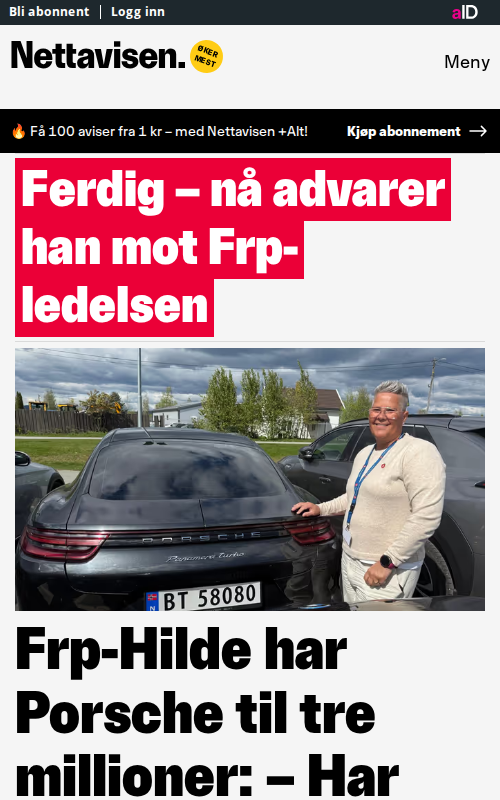 Bli abonnent | Logg inn
aID
Nettavisen.
ØKER
MEST
Meny
🔥 Få 100 aviser fra 1 kr – med Nettavisen +Alt!
Kjøp abonnement →
Ferdig – nå advarer
han mot Frp-
ledelsen
PORSCHE
Panamera Turbo
N
BT 58080
Frp-Hilde har
Porsche til tre
millioner: – Har